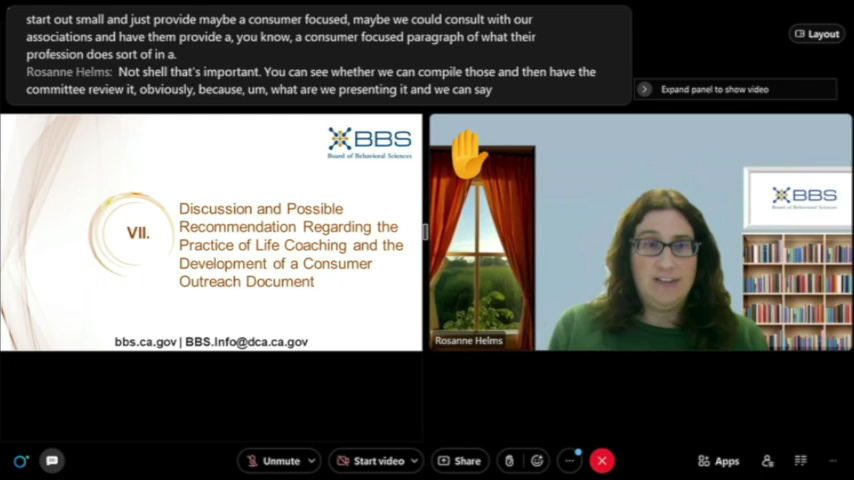 start out small and just provide maybe a consumer focused, maybe we could consult with our
associations and have them provide a, you know, a consumer focused paragraph of what their
profession does sort of in a.
Rosanne Helms: Not shell that's important. You can see whether we can compile those and then have the
committee review it, obviously, because, um, what are we presenting it and we can say
Layout
Expand panel to show video
BBS
Board of Behavioral Sciences
VII.
Discussion and Possible
Recommendation Regarding the
Practice of Life Coaching and the
Development of a Consumer
Outreach Document
bbs.ca.gov | BBS.Info@dca.ca.gov
BBS
Board of Behavioral Sciences
Rosanne Helms
Unmute
Start video
Share
Apps